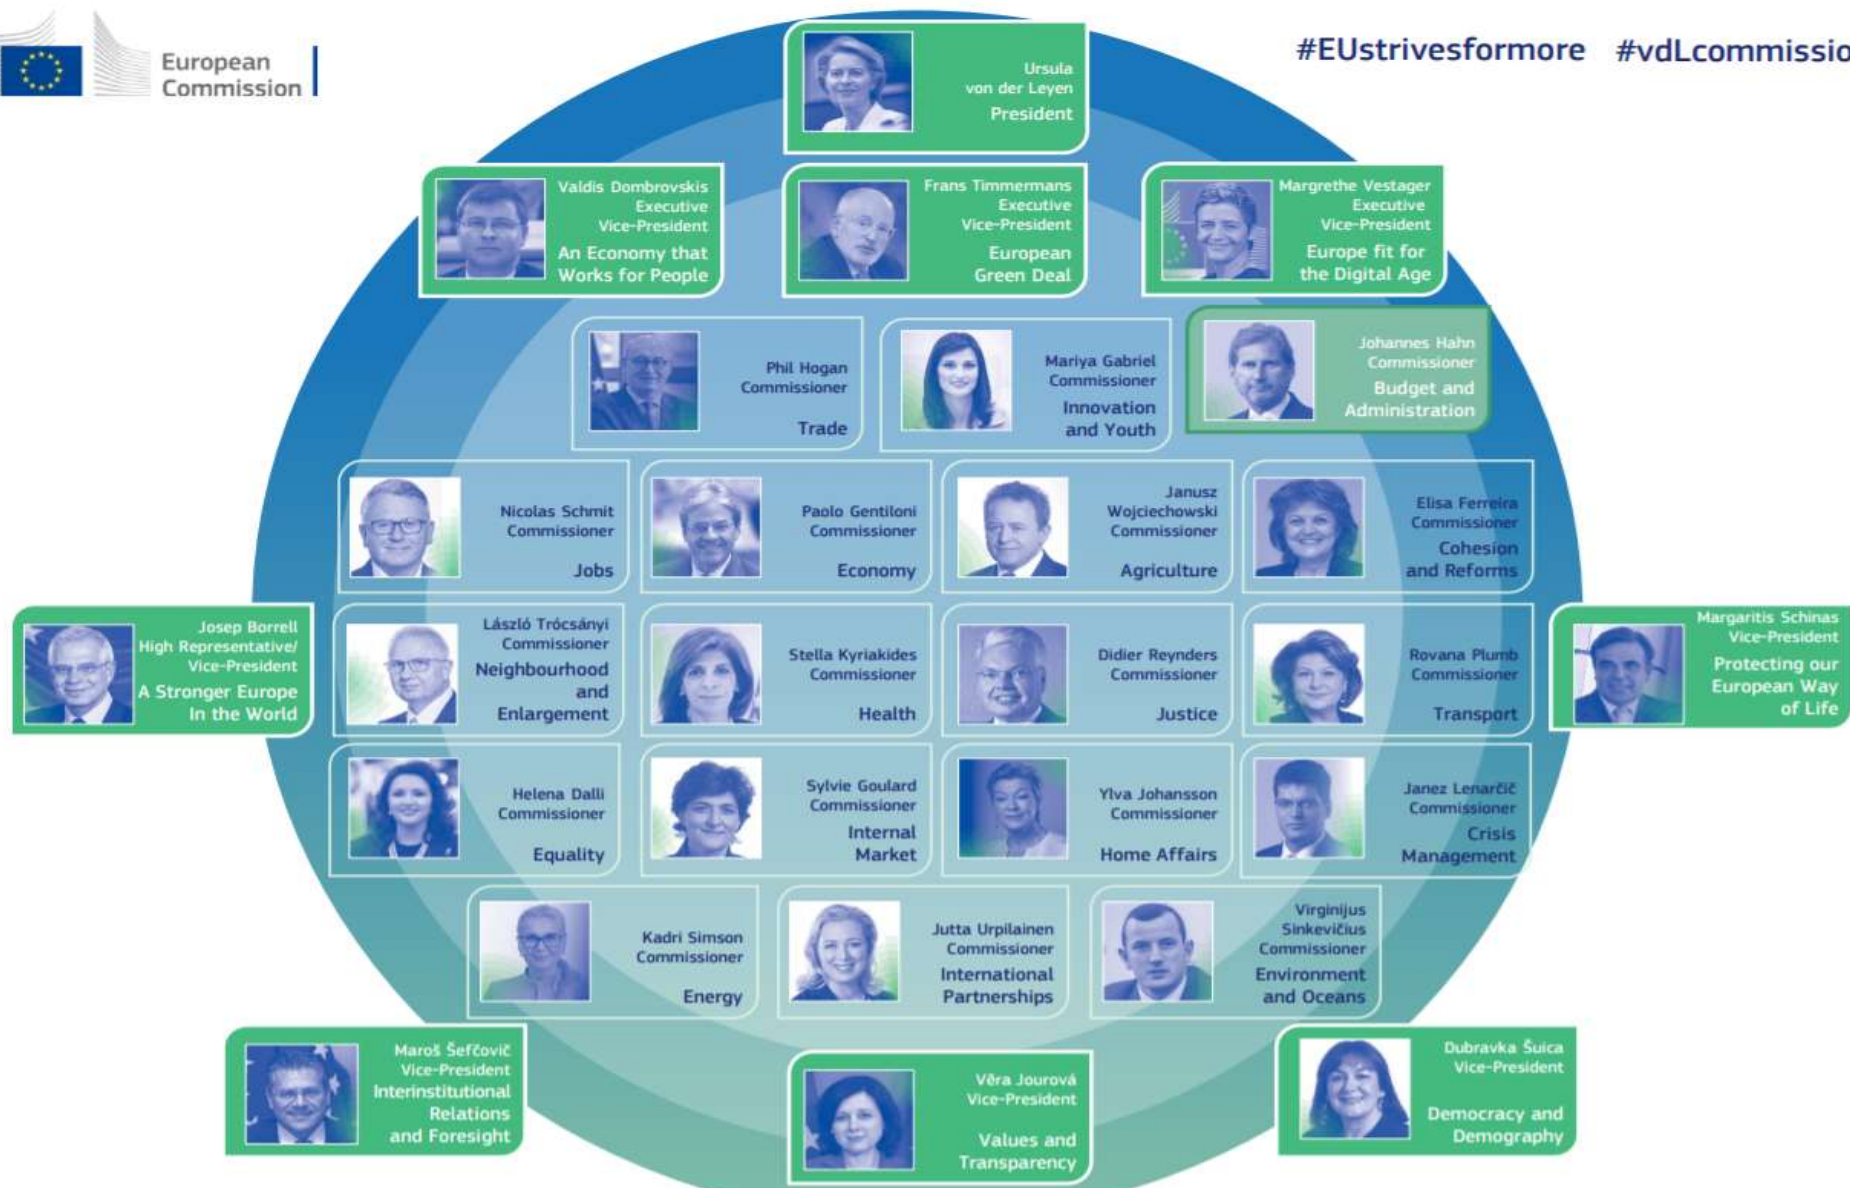 European
Commission
#EUstrivesformore #vdLcommissio
Ursula
von der Leyen
President
Valdis Dombrovskis
Executive
Vice-President
An Economy that
Works for People
Frans Timmermans
Executive
Vice-President
European
Green Deal
Margrethe Vestager
Executive
Vice-President
Europe fit for
the Digital Age
Phil Hogan
Commissioner
Trade
Mariya Gabriel
Commissioner
Innovation
and Youth
Johannes Hahn
Commissioner
Budget and
Administration
Nicolas Schmit
Commissioner
Jobs
Paolo Gentiloni
Commissioner
Economy
Janusz
Wojciechowski
Commissioner
Agriculture
Elisa Ferreira
Commissioner
Cohesion
and Reforms
Josep Borrell
High Representative/
Vice-President
A Stronger Europe
In the World
László Trócsányi
Commissioner
Neighbourhood
and
Enlargement
Stella Kyriakides
Commissioner
Health
Didier Reynders
Commissioner
Justice
Rovana Plumb
Commissioner
Transport
Margaritis Schinas
Vice-President
Protecting our
European Way
of Life
Helena Dalli
Commissioner
Equality
Sylvie Goulard
Commissioner
Internal
Market
Ylva Johansson
Commissioner
Home Affairs
Janez Lenarčič
Commissioner
Crisis
Management
Kadri Simson
Commissioner
Energy
Jutta Urpilainen
Commissioner
International
Partnerships
Virginijus
Sinkevičius
Commissioner
Environment
and Oceans
Maroš Šefčovič
Vice-President
Interinstitutional
Relations
and Foresight
Věra Jourová
Vice-President
Values and
Transparency
Dubravka Šuica
Vice-President
Democracy and
Demography